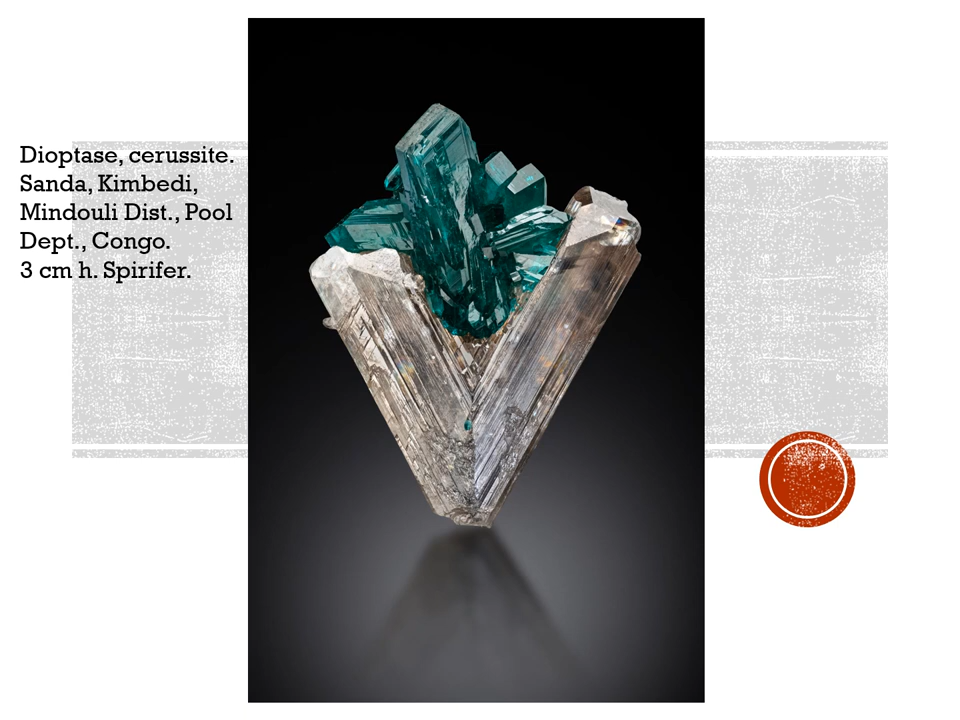 Dioptase, cerussite.
Sanda, Kimbedi,
Mindouli Dist., Pool
Dept., Congo.
3 cm h. Spirifer.